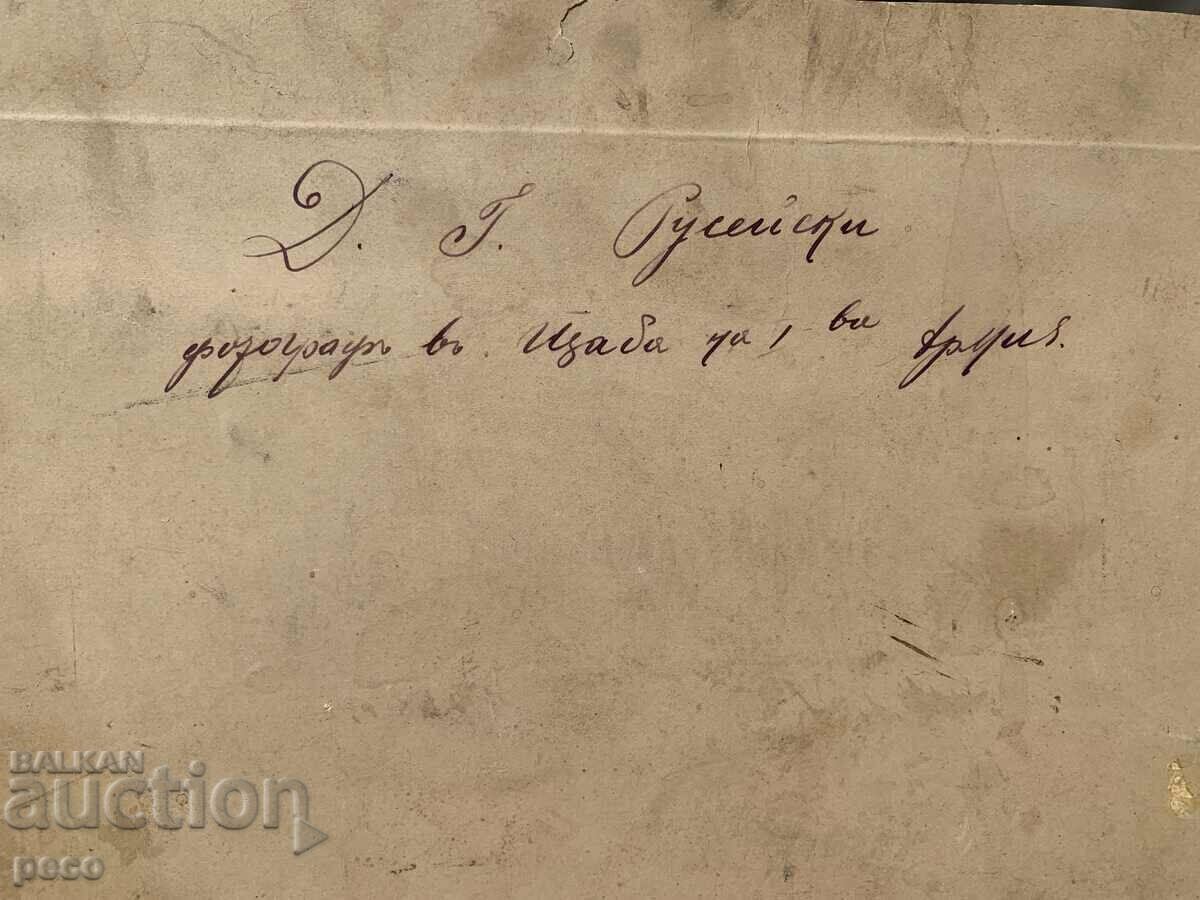 Д. Г. Русейски
фотографъ въ Щаба на I ва Армия.
BALKAN
auction
peco